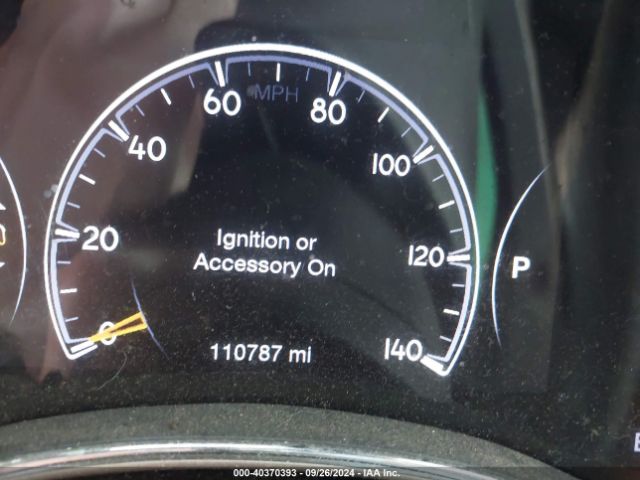 MPH
0
20
40
60
80
100
120
140
Ignition or
Accessory On
110787 mi
P
E
000-40370393 - 09/26/2024 - IAA Inc.